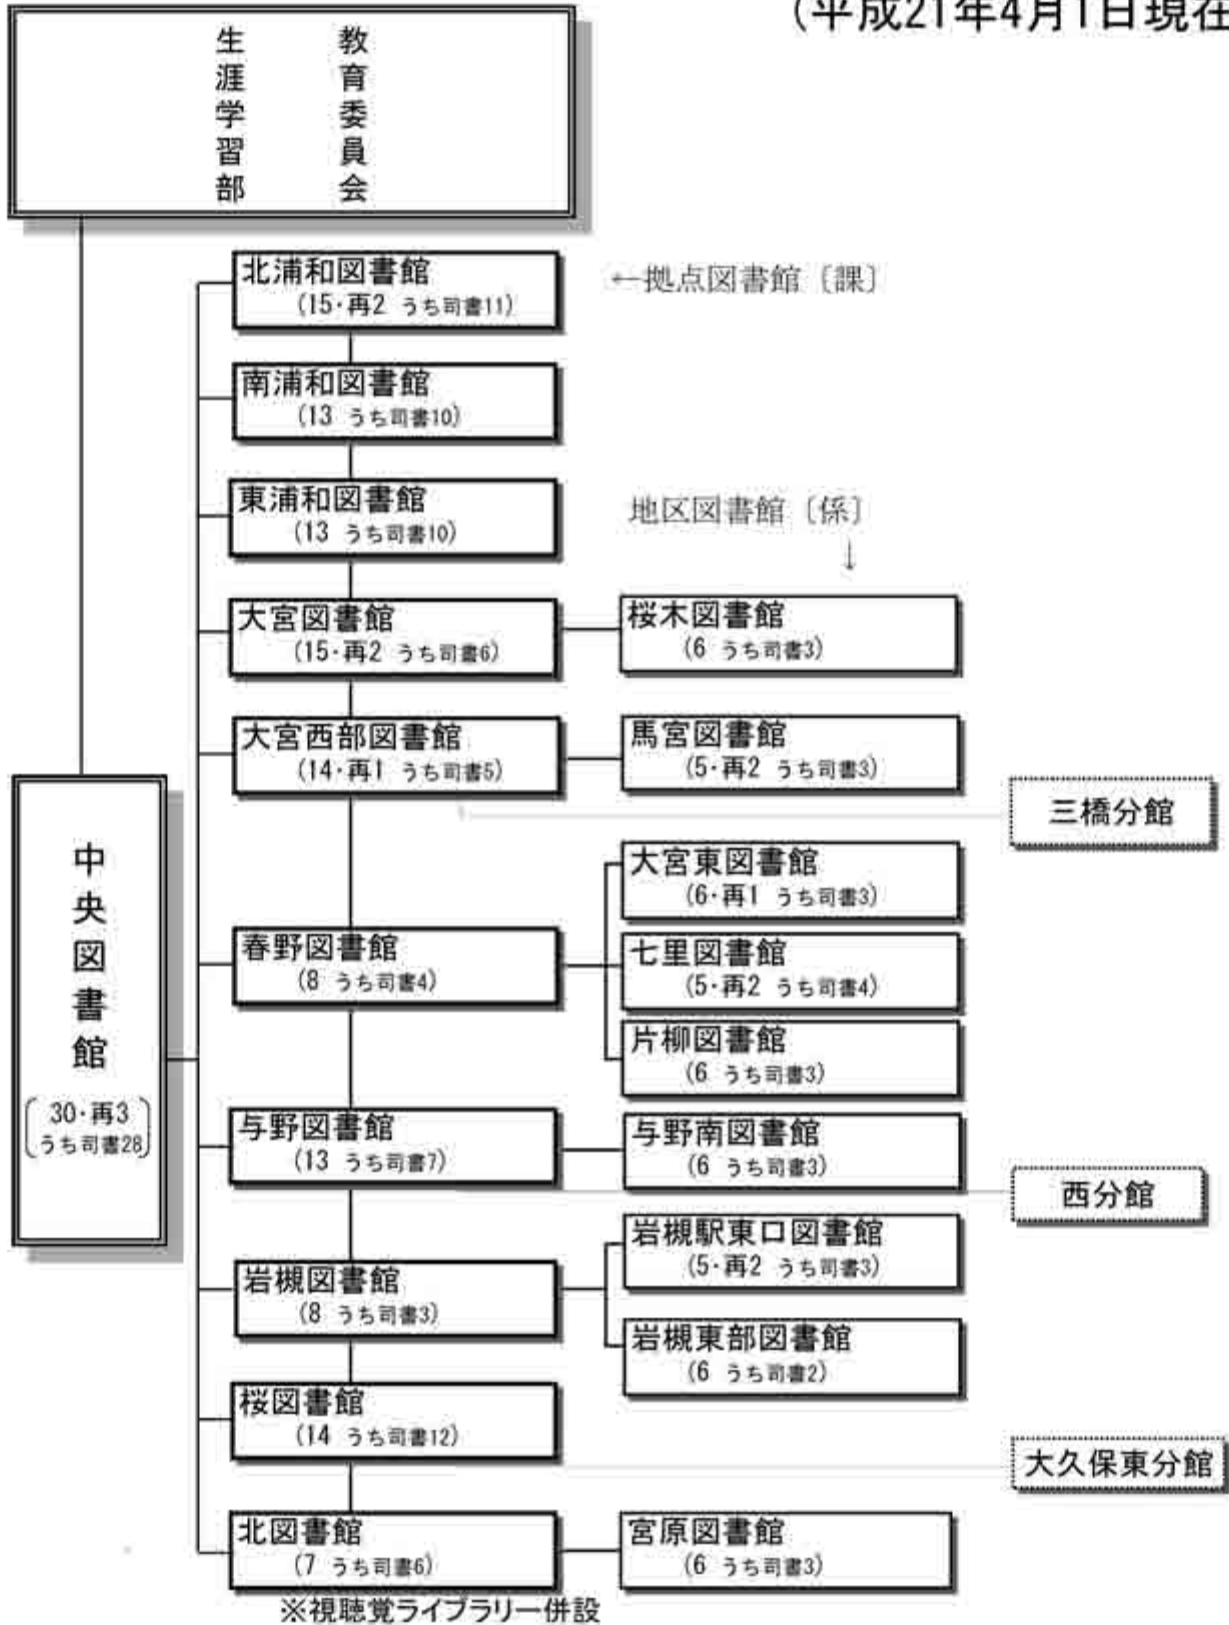 (平成21年4月1日現在
教育委員会
生涯学習部
北浦和図書館
(15・再2 うち司書11)
←拠点図書館〔課〕
南浦和図書館
(13 うち司書10)
東浦和図書館
(13 うち司書10)
地区図書館〔係〕
↓
大宮図書館
(15・再2 うち司書6)
桜木図書館
(6 うち司書3)
大宮西部図書館
(14・再1 うち司書5)
馬宮図書館
(5・再2 うち司書3)
三橋分館
中央図書館
30・再3
うち司書28
大宮東図書館
(6・再1 うち司書3)
春野図書館
(8 うち司書4)
七里図書館
(5・再2 うち司書4)
片柳図書館
(6 うち司書3)
与野図書館
(13 うち司書7)
与野南図書館
(6 うち司書3)
西分館
岩槻図書館
(8 うち司書3)
岩槻駅東口図書館
(5・再2 うち司書3)
岩槻東部図書館
(6 うち司書2)
桜図書館
(14 うち司書12)
大久保東分館
北図書館
(7 うち司書6)
宮原図書館
(6 うち司書3)
※視聴覚ライブラリー併設